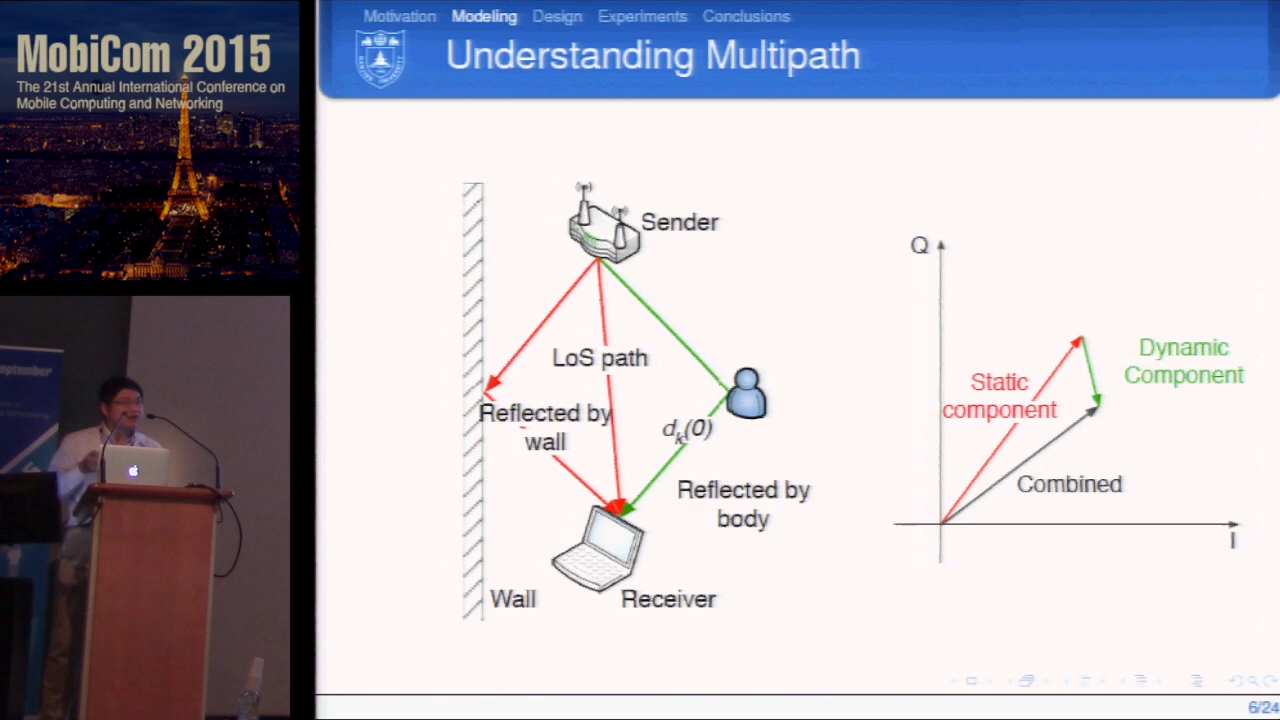 MobiCom 2015
The 21st Annual International Conference on
Mobile Computing and Networking
Motivation Modeling Design Experiments Conclusions
Understanding Multipath
Sender
LoS path
Reflected by
wall
dₖ(0)
Reflected by
body
Wall
Receiver
Q
Static
component
Dynamic
Component
Combined
I
6/24